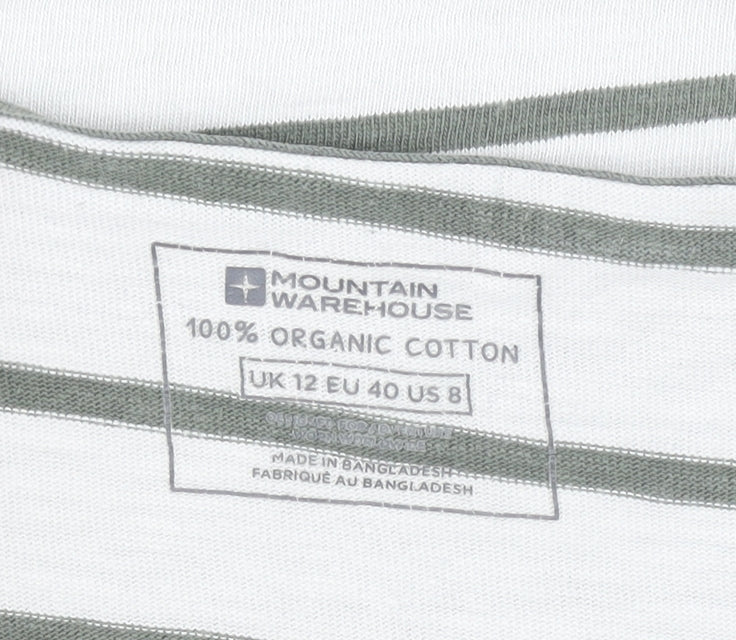 MOUNTAIN
WAREHOUSE
100% ORGANIC COTTON
UK 12 EU 40 US 8
MADE IN BANGLADESH
FABRIQUÉ AU BANGLADESH